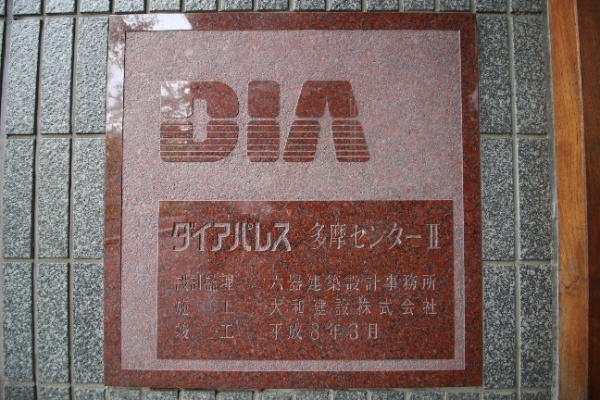 DIA
ダイアパレス 多摩センターⅡ
設計監理 六器建築設計事務所
施工 大和建設株式会社
竣工 平成8年3月